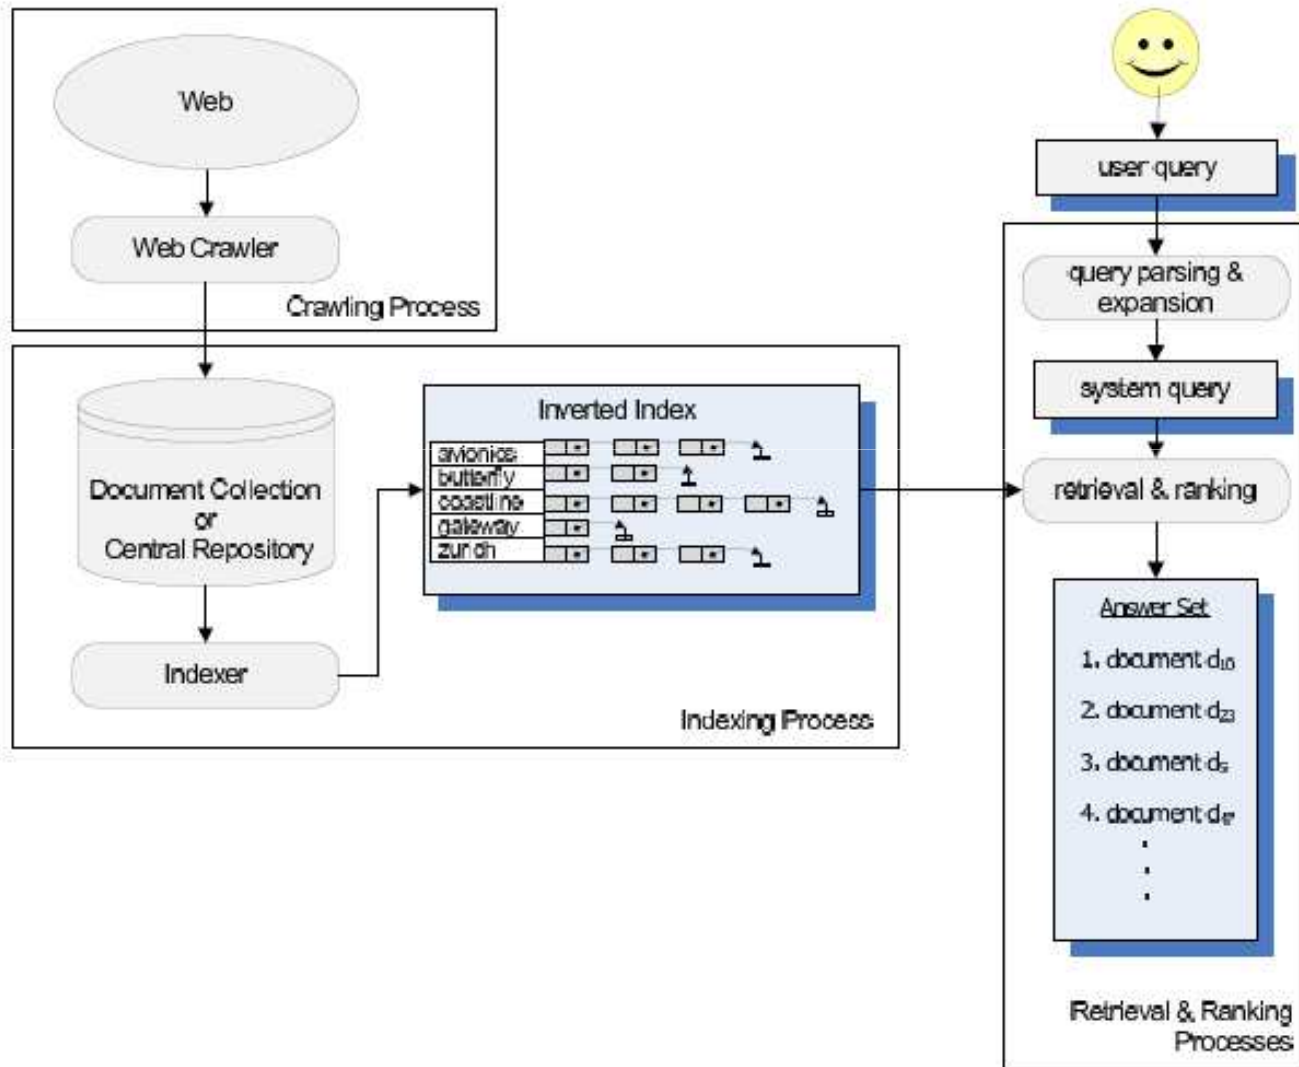 Web
Web Crawler
Crawling Process
Document Collection
or
Central Repository
Indexer
Inverted Index
avionics
butterfly
coastline
gateway
zurich
Indexing Process
user query
query parsing &
expansion
system query
retrieval & ranking
Answer Set
1. document d10
2. document d23
3. document
4. document
Retrieval & Ranking
Processes